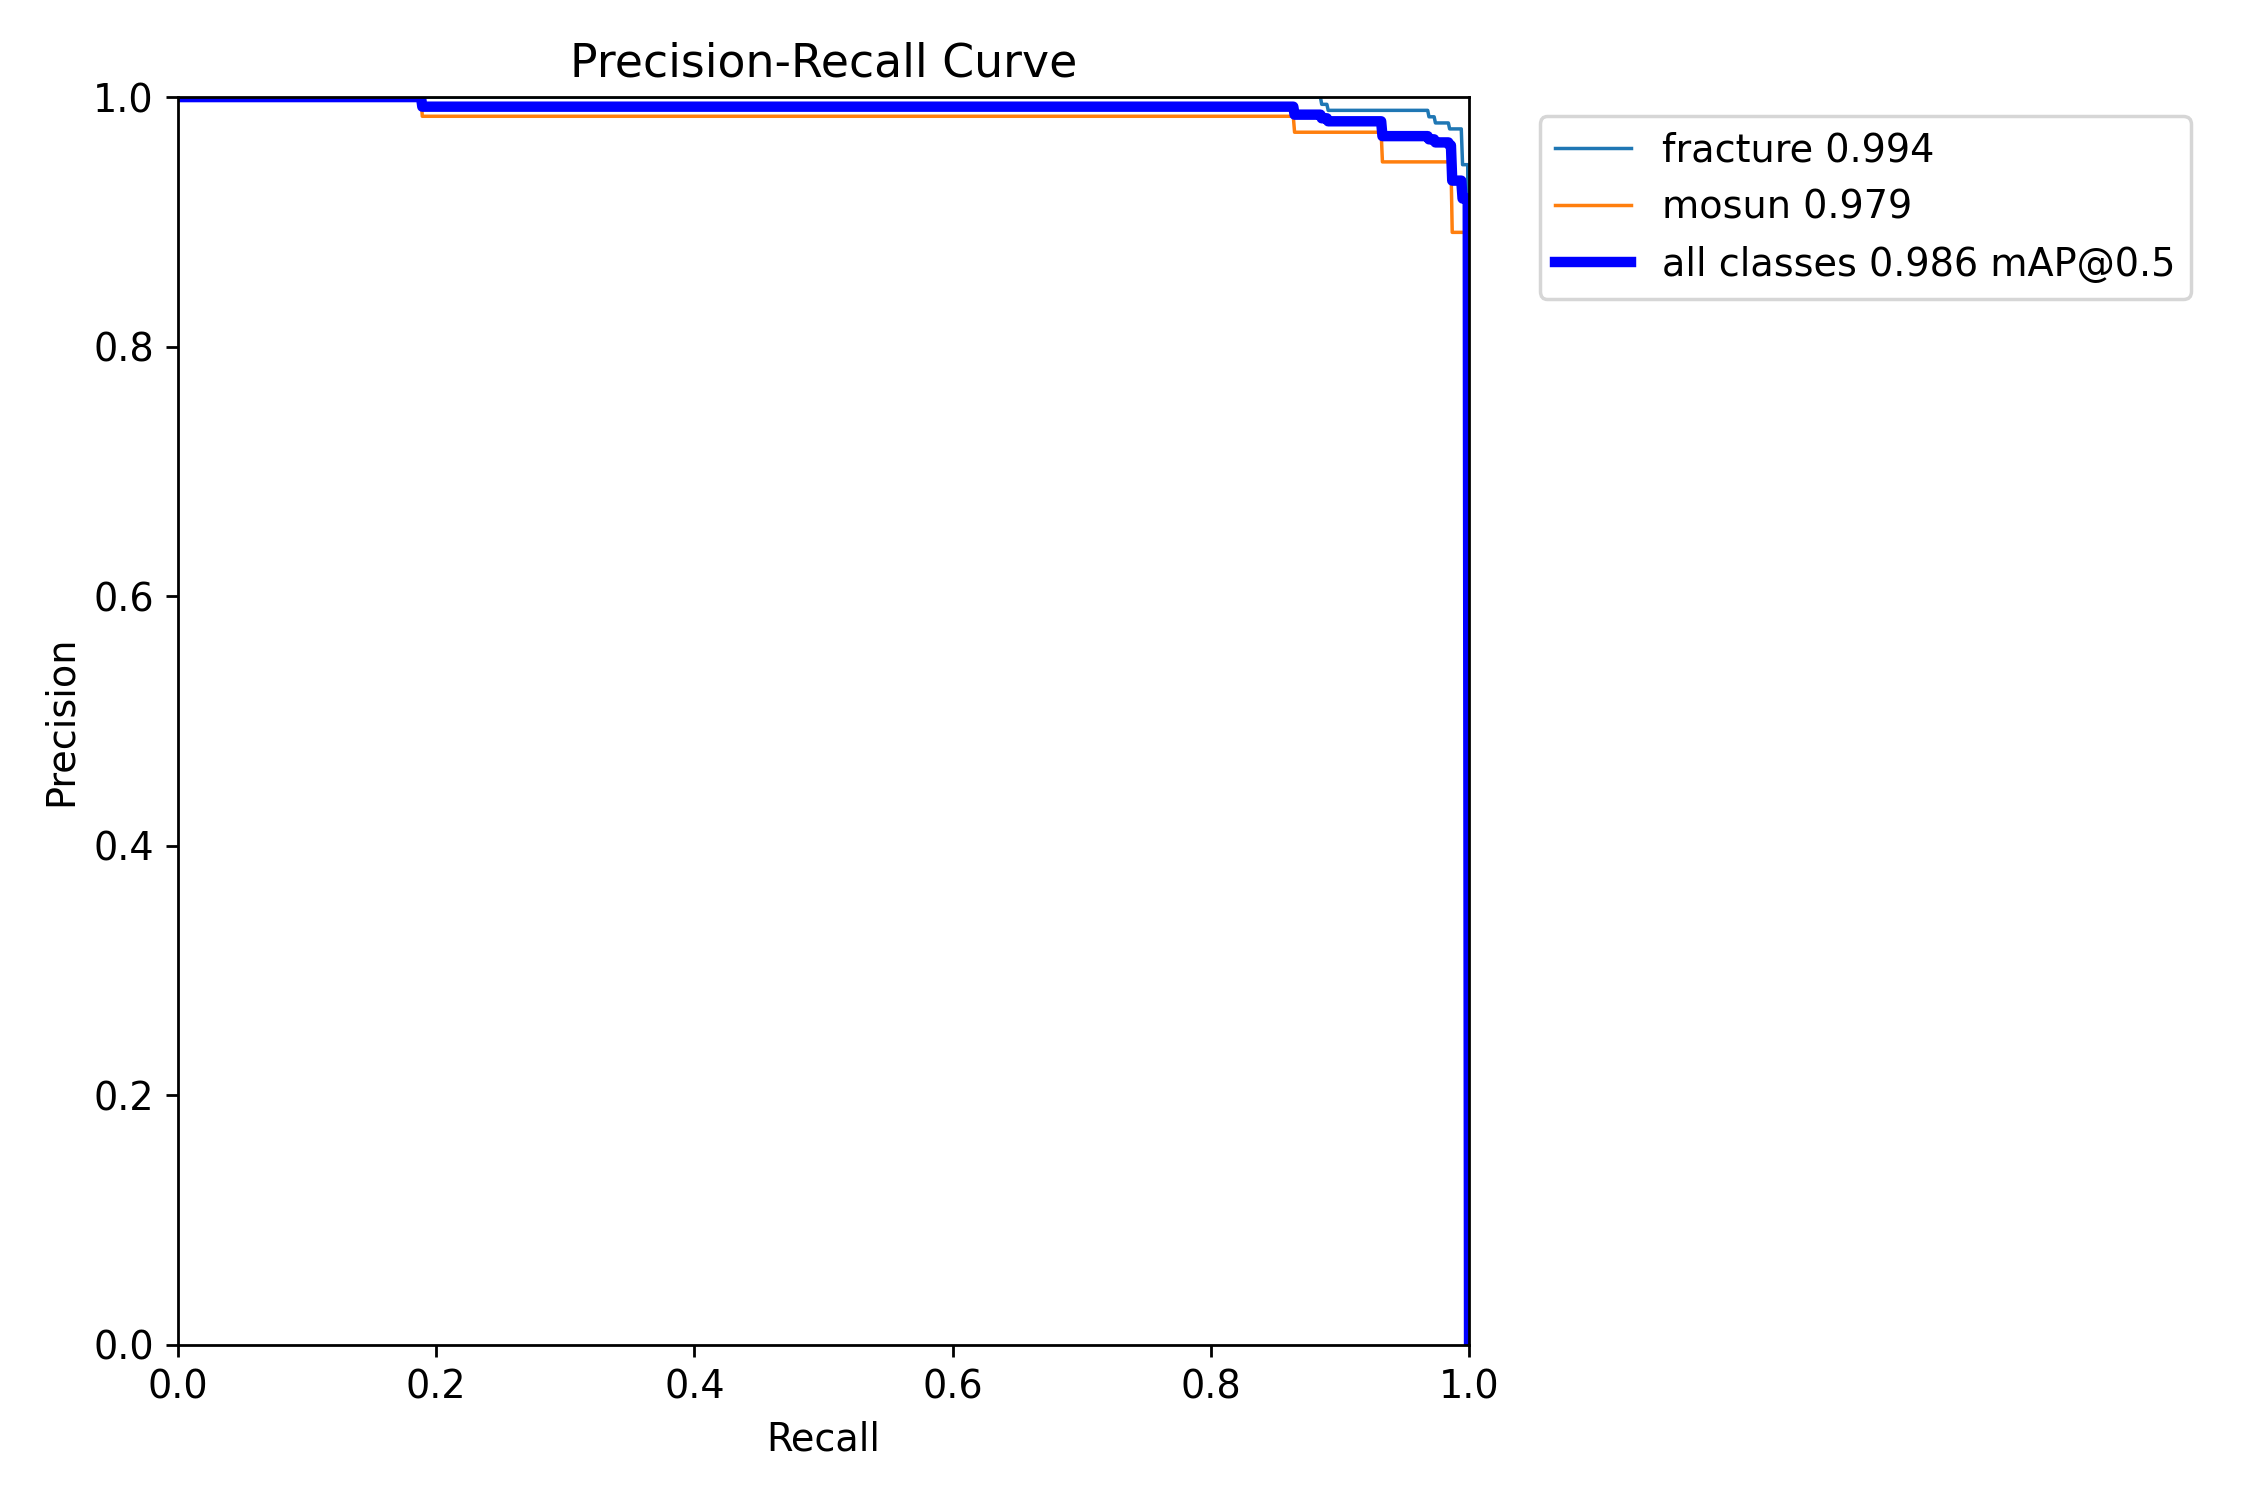 Precision-Recall Curve
1.0
0.8
0.6
0.4
0.2
0.0
Precision
0.0 0.2 0.4 0.6 0.8 1.0
Recall
fracture 0.994
mosun 0.979
all classes 0.986 mAP@0.5